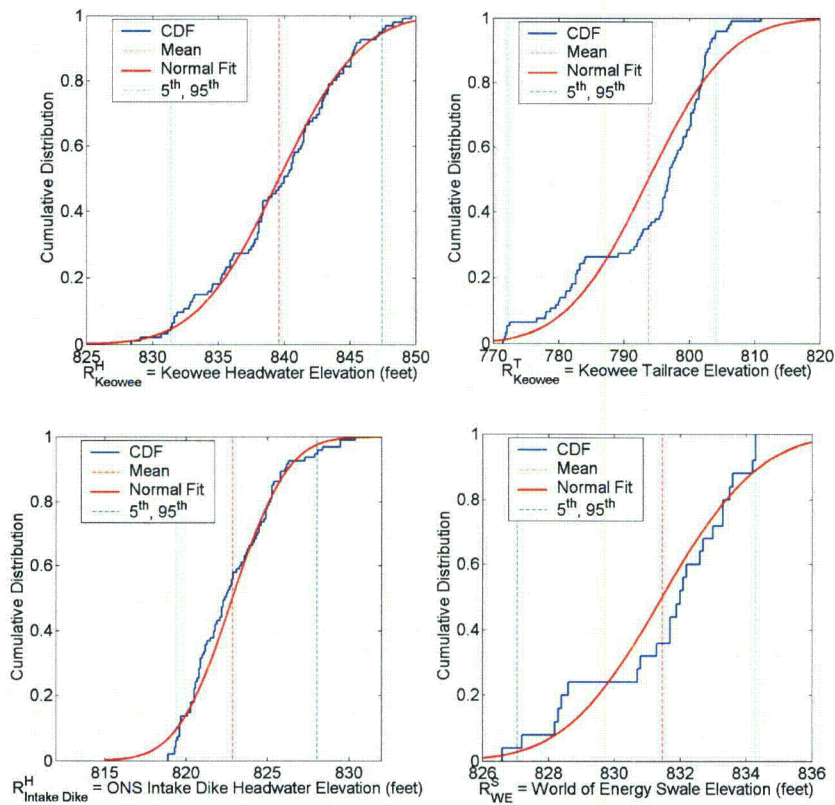 1
0.8
0.6
0.4
0.2
0
Cumulative Distribution
CDF
Mean
Normal Fit
5th, 95th
825 830 835 840 845 850
R^H_Keowee = Keowee Headwater Elevation (feet)
1
0.8
0.6
0.4
0.2
0
Cumulative Distribution
CDF
Mean
Normal Fit
5th, 95th
770 780 790 800 810 820
R^T_Keowee = Keowee Tailrace Elevation (feet)
1
0.8
0.6
0.4
0.2
0
Cumulative Distribution
CDF
Mean
Normal Fit
5th, 95th
815 820 825 830
R^H_Intake Dike = ONS Intake Dike Headwater Elevation (feet)
1
0.8
0.6
0.4
0.2
0
Cumulative Distribution
CDF
Mean
Normal Fit
5th, 95th
826 828 830 832 834 836
R^S_WE = World of Energy Swale Elevation (feet)